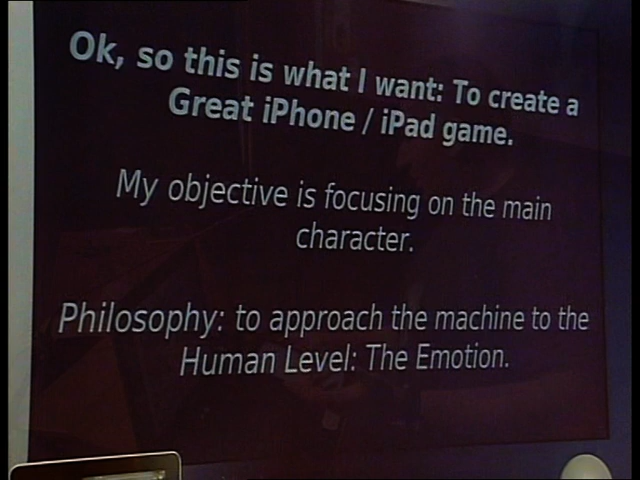 Ok, so this is what I want: To create a
Great iPhone / iPad game.
My objective is focusing on the main
character.
Philosophy: to approach the machine to the
Human Level: The Emotion.